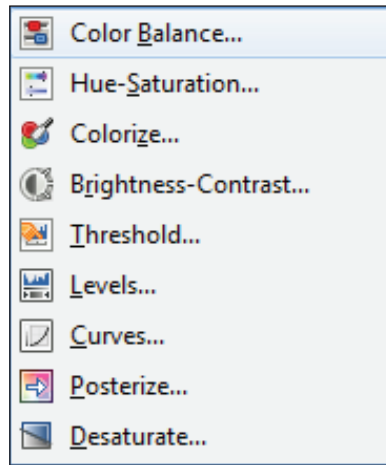 Color Balance...
Hue-Saturation...
Colorize...
Brightness-Contrast...
Threshold...
Levels...
Curves...
Posterize...
Desaturate...